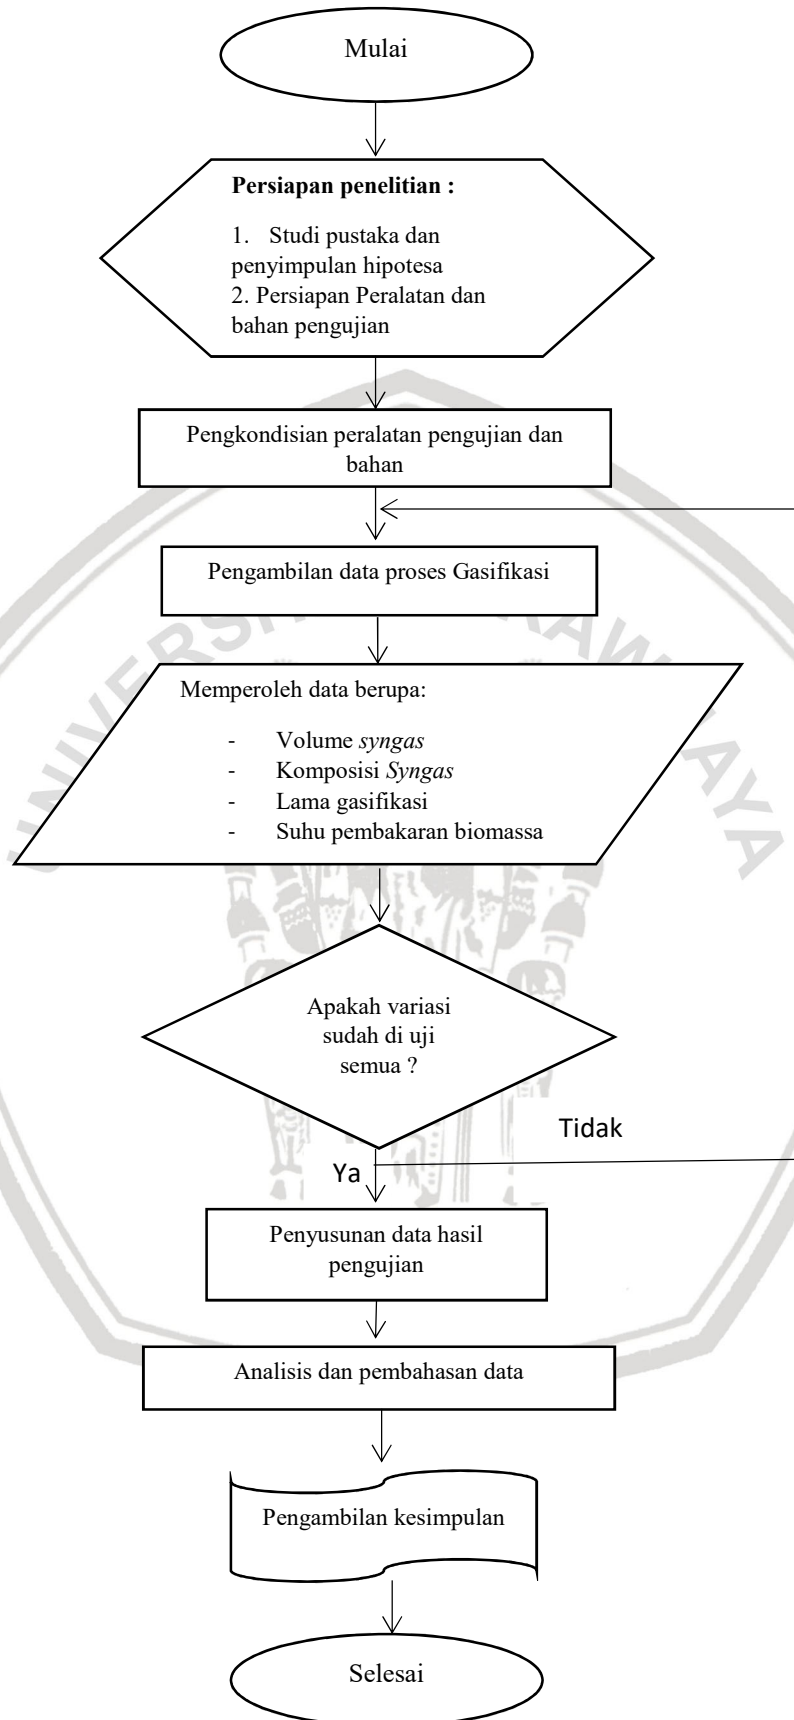 Mulai
Persiapan penelitian :
1. Studi pustaka dan
penyimpulan hipotesa
2. Persiapan Peralatan dan
bahan pengujian
Pengkondisian peralatan pengujian dan
bahan
Pengambilan data proses Gasifikasi
Memperoleh data berupa:
- Volume syngas
- Komposisi Syngas
- Lama gasifikasi
- Suhu pembakaran biomassa
Apakah variasi
sudah di uji
semua ?
Tidak
Ya
Penyusunan data hasil
pengujian
Analisis dan pembahasan data
Pengambilan kesimpulan
Selesai